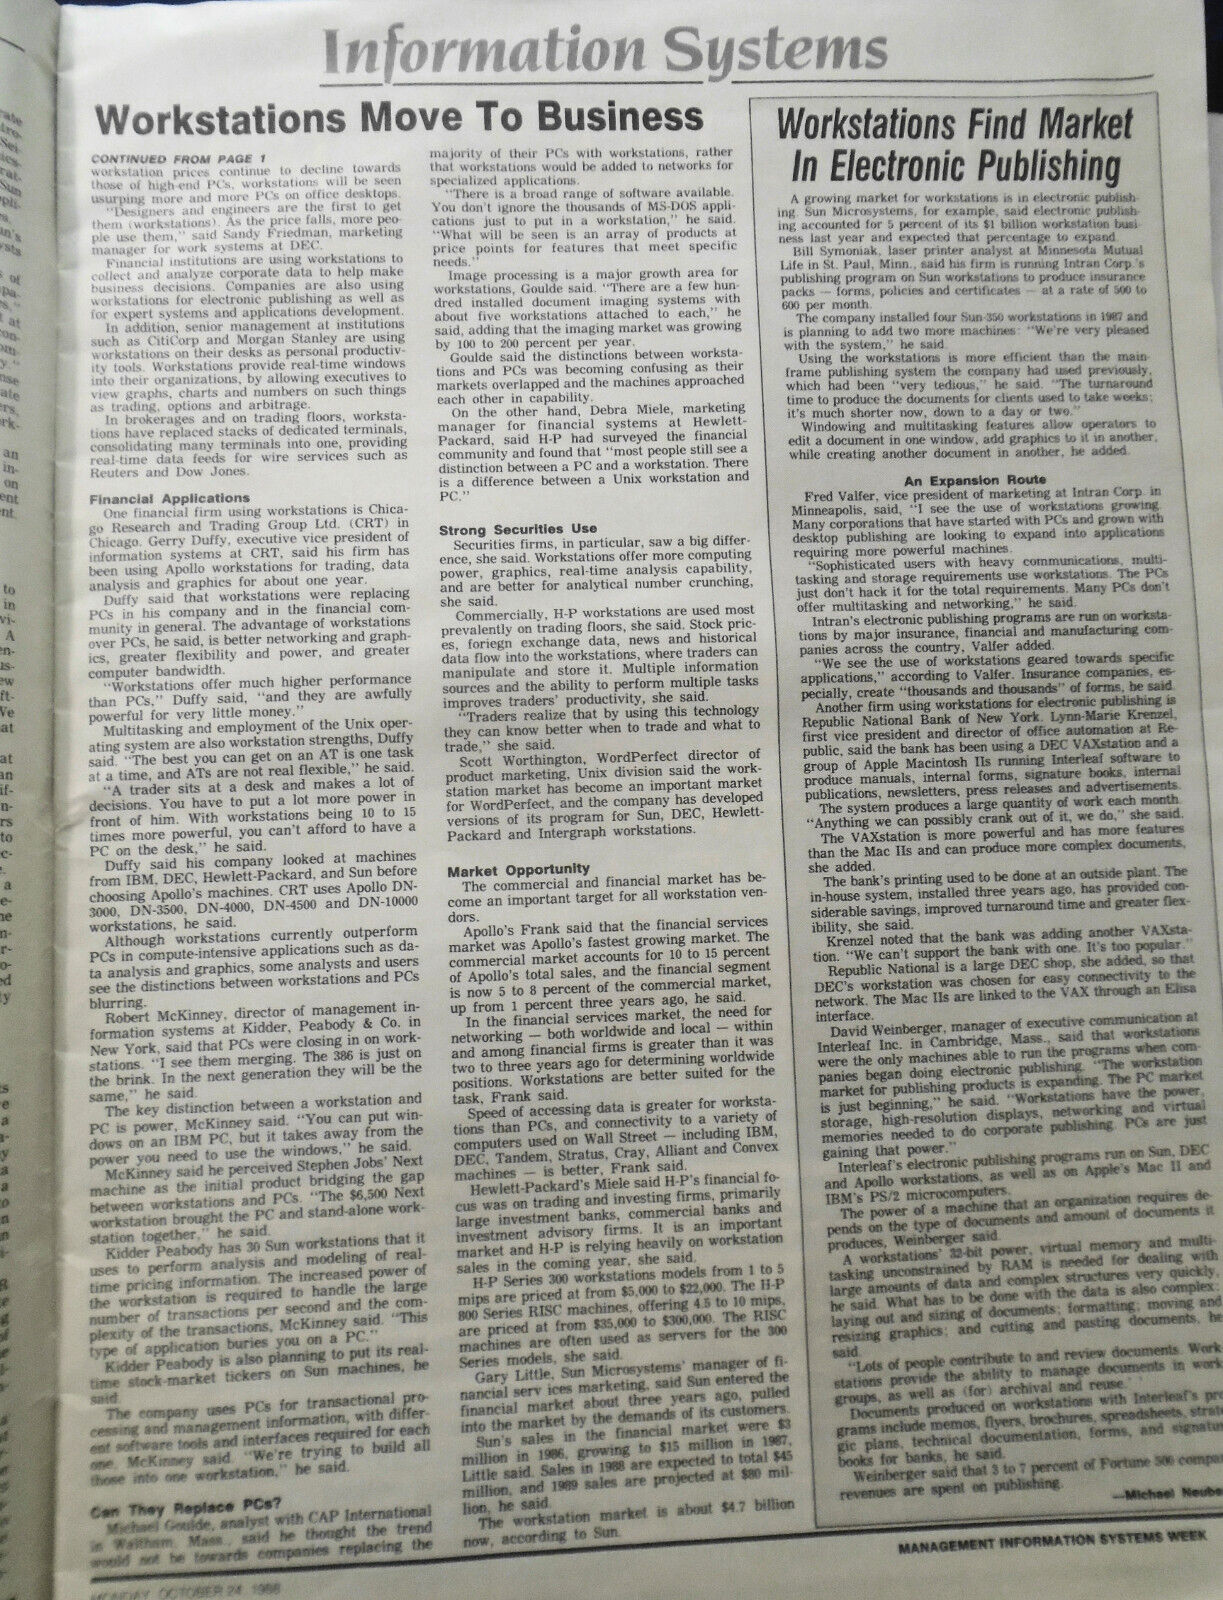 Information Systems
Workstations Move To Business
CONTINUED FROM PAGE 1
workstation prices continue to decline towards
those of high-end PCs, workstations will be seen
usurping more and more PCs on office desktops.
"Designers and engineers are the first to get
them (workstations). As the price falls, more peo-
ple use them," said Sandy Friedman, marketing
manager for work systems at DEC.
Financial institutions are using workstations to
collect and analyze corporate data to help make
business decisions. Companies are also using
workstations for electronic publishing as well as
for expert systems and applications development.
In addition, senior management at institutions
such as CitiCorp and Morgan Stanley are using
workstations on their desks as personal productiv-
ity tools. Workstations provide real-time windows
into their organizations, by allowing executives to
view graphs, charts and numbers on such things
as trading, options and arbitrage.
In brokerages and on trading floors, worksta-
tions have replaced stacks of dedicated terminals,
consolidating many terminals into one, providing
real-time data feeds for wire services such as
Reuters and Dow Jones.
Financial Applications
One financial firm using workstations is Chica-
go Research and Trading Group Ltd. (CRT) in
Chicago. Gerry Duffy, executive vice president of
information systems at CRT, said his firm has
been using Apollo workstations for trading, data
analysis and graphics for about one year.
Duffy said that workstations were replacing
PCs in his company and in the financial com-
munity in general. The advantage of workstations
over PCs, he said, is better networking and graph-
ics, greater flexibility and power, and greater
computer bandwidth.
"Workstations offer much higher performance
than PCs," Duffy said, "and they are awfully
powerful for very little money."
Multitasking and employment of the Unix oper-
ating system are also workstation strengths, Duffy
said. "The best you can get on an AT is one task
at a time, and ATs are not real flexible," he said.
"A trader sits at a desk and makes a lot of
decisions. You have to put a lot more power in
front of him. With workstations being 10 to 15
times more powerful, you can't afford to have a
PC on the desk," he said.
Duffy said his company looked at machines
from IBM, DEC, Hewlett-Packard, and Sun before
choosing Apollo's machines. CRT uses Apollo DN-
3000, DN-3500, DN-4000, DN-4500 and DN-10000
workstations, he said.
Although workstations currently outperform
PCs in compute-intensive applications such as da-
ta analysis and graphics, some analysts and users
see the distinctions between workstations and PCs
blurring.
Robert McKinney, director of management in-
formation systems at Kidder, Peabody & Co. in
New York, said that PCs were closing in on work-
stations. "I see them merging. The 386 is just on
the brink. In the next generation they will be the
same," he said.
The key distinction between a workstation and
PC is power, McKinney said. "You can put win-
dows on an IBM PC, but it takes away from the
power you need to use the windows," he said.
McKinney said he perceived Stephen Jobs' Next
machine as the initial product bridging the gap
between workstations and PCs. "The $6,500 Next
workstation brought the PC and stand-alone work-
station together," he said.
Kidder Peabody has 30 Sun workstations that it
uses to perform analysis and modeling of real-
time pricing information. The increased power of
the workstation is required to handle the large
number of transactions per second and the com-
plexity of the transactions, McKinney said. "This
type of application buries you on a PC."
Kidder Peabody is also planning to put its real-
time stock-market tickers on Sun machines, he
said.
The company uses PCs for transactional pro-
cessing and management information, with differ-
ent software tools and interfaces required for each
one, McKinney said. "We're trying to build all
those into one workstation," he said.
Can They Replace PCs?
Michael Goulde, analyst with CAP International
in Waltham, Mass., said he thought the trend
would not be towards companies replacing the
majority of their PCs with workstations, rather
that workstations would be added to networks for
specialized applications.
"There is a broad range of software available.
You don't ignore the thousands of MS-DOS appli-
cations just to put in a workstation," he said.
"What will be seen is an array of products at
price points for features that meet specific
needs."
Image processing is a major growth area for
workstations, Goulde said. "There are a few hun-
dred installed document imaging systems with
about five workstations attached to each," he
said, adding that the imaging market was growing
by 100 to 200 percent per year.
Goulde said the distinctions between worksta-
tions and PCs was becoming confusing as their
markets overlapped and the machines approached
each other in capability.
On the other hand, Debra Miele, marketing
manager for financial systems at Hewlett-
Packard, said H-P had surveyed the financial
community and found that "most people still see a
distinction between a PC and a workstation. There
is a difference between a Unix workstation and
PC."
Strong Securities Use
Securities firms, in particular, saw a big differ-
ence, she said. Workstations offer more computing
power, graphics, real-time analysis capability,
and are better for analytical number crunching,
she said.
Commercially, H-P workstations are used most
prevalently on trading floors, she said. Stock pric-
es, foriegn exchange data, news and historical
data flow into the workstations, where traders can
manipulate and store it. Multiple information
sources and the ability to perform multiple tasks
improves traders' productivity, she said.
"Traders realize that by using this technology
they can know better when to trade and what to
trade," she said.
Scott Worthington, WordPerfect director of
product marketing, Unix division said the work-
station market has become an important market
for WordPerfect, and the company has developed
versions of its program for Sun, DEC, Hewlett-
Packard and Intergraph workstations.
Market Opportunity
The commercial and financial market has be-
come an important target for all workstation ven-
dors.
Apollo's Frank said that the financial services
market was Apollo's fastest growing market. The
commercial market accounts for 10 to 15 percent
of Apollo's total sales, and the financial segment
is now 5 to 8 percent of the commercial market,
up from 1 percent three years ago, he said.
In the financial services market, the need for
networking — both worldwide and local — within
and among financial firms is greater than it was
two to three years ago for determining worldwide
positions. Workstations are better suited for the
task, Frank said.
Speed of accessing data is greater for worksta-
tions than PCs, and connectivity to a variety of
computers used on Wall Street — including IBM,
DEC, Tandem, Stratus, Cray, Alliant and Convex
machines — is better, Frank said.
Hewlett-Packard's Miele said H-P's financial fo-
cus was on trading and investing firms, primarily
large investment banks, commercial banks and
investment advisory firms. It is an important
market and H-P is relying heavily on workstation
sales in the coming year, she said.
H-P Series 300 workstations models from 1 to 5
mips are priced at from $5,000 to $22,000. The H-P
800 Series RISC machines, offering 4.5 to 10 mips,
are priced at from $35,000 to $300,000. The RISC
machines are often used as servers for the 300
Series models, she said.
Gary Little, Sun Microsystems' manager of fi-
nancial serv ices marketing, said Sun entered the
financial market about three years ago, pulled
into the market by the demands of its customers.
Sun's sales in the financial market were $3
million in 1986, growing to $15 million in 1987,
Little said. Sales in 1988 are expected to total $45
million, and 1989 sales are projected at $80 mil-
lion, he said.
The workstation market is about $4.7 billion
now, according to Sun.
Workstations Find Market
In Electronic Publishing
A growing market for workstations is in electronic publish-
ing. Sun Microsystems, for example, said electronic publish-
ing accounted for 5 percent of its $1 billion workstation busi-
ness last year and expected that percentage to expand.
Bill Symoniak, laser printer analyst at Minnesota Mutual
Life in St. Paul, Minn., said his firm is running Intran Corp.'s
publishing program on Sun workstations to produce insurance
packs — forms, policies and certificates — at a rate of 500 to
600 per month.
The company installed four Sun-350 workstations in 1987 and
is planning to add two more machines: "We're very pleased
with the system," he said.
Using the workstations is more efficient than the main-
frame publishing system the company had used previously,
which had been "very tedious," he said. "The turnaround
time to produce the documents for clients used to take weeks;
it's much shorter now, down to a day or two."
Windowing and multitasking features allow operators to
edit a document in one window, add graphics to it in another,
while creating another document in another, he added.
An Expansion Route
Fred Valfer, vice president of marketing at Intran Corp. in
Minneapolis, said, "I see the use of workstations growing.
Many corporations that have started with PCs and grown with
desktop publishing are looking to expand into applications
requiring more powerful machines.
"Sophisticated users with heavy communications, multi-
tasking and storage requirements use workstations. The PCs
just don't hack it for the total requirements. Many PCs don't
offer multitasking and networking," he said.
Intran's electronic publishing programs are run on worksta-
tions by major insurance, financial and manufacturing com-
panies across the country, Valfer added.
"We see the use of workstations geared towards specific
applications," according to Valfer. Insurance companies, es-
pecially, create "thousands and thousands" of forms, he said.
Another firm using workstations for electronic publishing is
Republic National Bank of New York. Lynn-Marie Krenzel,
first vice president and director of office automation at Re-
public, said the bank has been using a DEC VAXstation and a
group of Apple Macintosh IIs running Interleaf software to
produce manuals, internal forms, signature books, internal
publications, newsletters, press releases and advertisements.
The system produces a large quantity of work each month.
"Anything we can possibly crank out of it, we do," she said.
The VAXstation is more powerful and has more features
than the Mac IIs and can produce more complex documents,
she added.
The bank's printing used to be done at an outside plant. The
in-house system, installed three years ago, has provided con-
siderable savings, improved turnaround time and greater flex-
ibility, she said.
Krenzel noted that the bank was adding another VAXsta-
tion. "We can't support the bank with one. It's too popular."
Republic National is a large DEC shop, she added, so that
DEC's workstation was chosen for easy connectivity to the
network. The Mac IIs are linked to the VAX through an Elisa
interface.
David Weinberger, manager of executive communication at
Interleaf Inc. in Cambridge, Mass., said that workstations
were the only machines able to run the programs when com-
panies began doing electronic publishing. "The workstation
market for publishing products is expanding. The PC market
is just beginning," he said. "Workstations have the power,
storage, high-resolution displays, networking and virtual
memories needed to do corporate publishing. PCs are just
gaining that power."
Interleaf's electronic publishing programs run on Sun, DEC
and Apollo workstations, as well as on Apple's Mac II and
IBM's PS/2 microcomputers.
The power of a machine that an organization requires de-
pends on the type of documents and amount of documents it
produces, Weinberger said.
A workstations' 32-bit power, virtual memory and multi-
tasking unconstrained by RAM is needed for dealing with
large amounts of data and complex structures very quickly,
he said. What has to be done with the data is also complex:
laying out and sizing of documents; formatting; moving and
resizing graphics; and cutting and pasting documents, he
said.
"Lots of people contribute to and review documents. Work-
stations provide the ability to manage documents in work
groups, as well as (for) archival and reuse."
Documents produced on workstations with Interleaf's pro
grams include memos, flyers, brochures, spreadsheets, strate
gic plans, technical documentation, forms, and signatur
books for banks, he said.
Weinberger said that 3 to 7 percent of Fortune 500 compa
revenues are spent on publishing.
—Michael Neube
MANAGEMENT INFORMATION SYSTEMS WEEK
MONDAY, OCTOBER 24, 1988